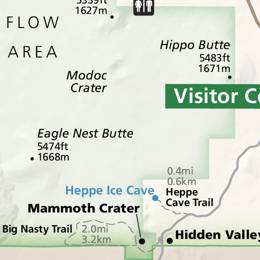 5339ft
1627m
FLOW
AREA
Hippo Butte
5483ft
1671m
Modoc
Crater
Visitor
Eagle Nest Butte
5474ft
1668m
0.4mi
0.6km
Heppe Ice Cave
Heppe
Cave Trail
Mammoth Crater
Big Nasty Trail
2.0mi
3.2km
Hidden Valley